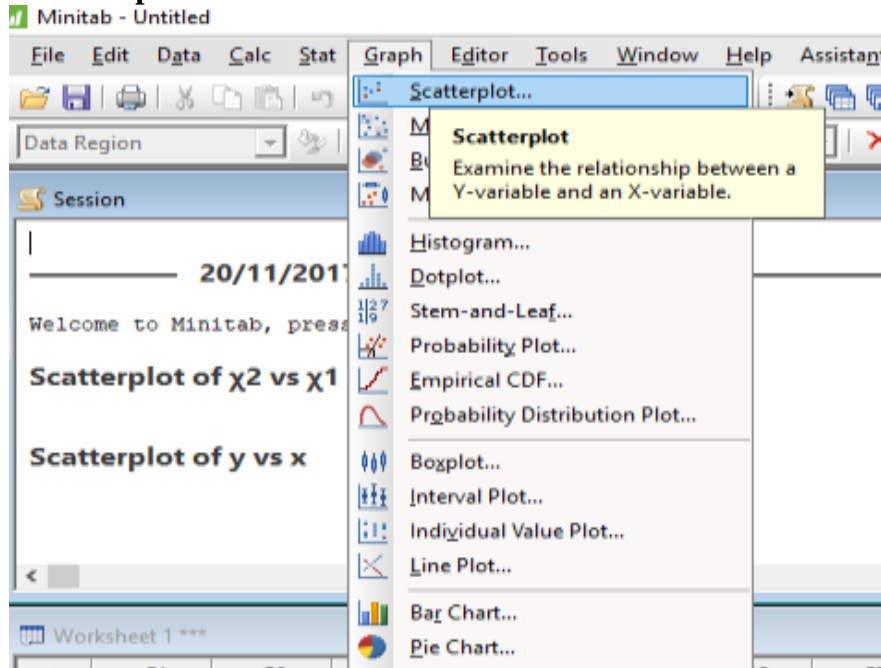 Minitab - Untitled
File Edit Data Calc Stat Graph Editor Tools Window Help Assistan
Data Region
Scatterplot...
Scatterplot
Examine the relationship between a
Y-variable and an X-variable.
M
Bu
M
Session
20/11/2017
Welcome to Minitab, press
Scatterplot of χ2 vs χ1
Scatterplot of y vs x
Histogram...
Dotplot...
Stem-and-Leaf...
Probability Plot...
Empirical CDF...
Probability Distribution Plot...
Boxplot...
Interval Plot...
Individual Value Plot...
Line Plot...
Bar Chart...
Pie Chart...
Worksheet 1 ***